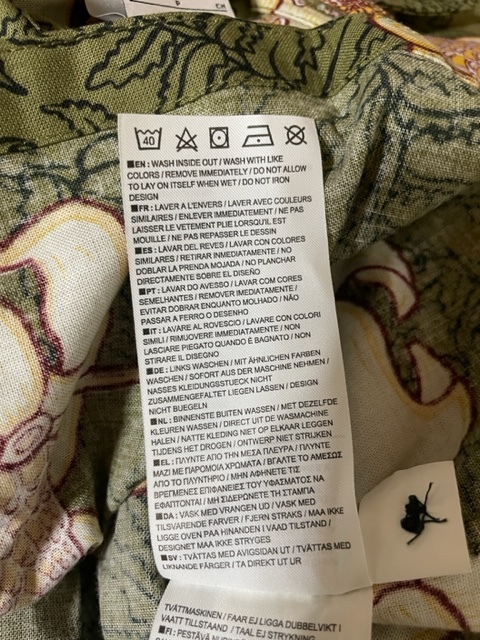 40
■EN: WASH INSIDE OUT / WASH WITH LIKE
COLORS / REMOVE IMMEDIATELY / DO NOT ALLOW
TO LAY ON ITSELF WHEN WET / DO NOT IRON
DESIGN
■FR: LAVER A L'ENVERS / LAVER AVEC COULEURS
SIMILAIRES / ENLEVER IMMEDIATEMENT / NE PAS
LAISSER LE VETEMENT PLIE LORSQU'IL EST
MOUILLE / NE PAS REPASSER LE DESSIN
■ES: LAVAR DEL REVES / LAVAR CON COLORES
SIMILARES / RETIRAR INMEDIATAMENTE / NO
DOBLAR LA PRENDA MOJADA / NO PLANCHAR
DIRECTAMENTE SOBRE EL DISEÑO
■PT: LAVAR DO AVESSO / LAVAR COM CORES
SEMELHANTES / REMOVER IMEDIATAMENTE /
EVITAR DOBRAR ENQUANTO MOLHADO / NÃO
PASSAR A FERRO O DESENHO
■IT: LAVARE AL ROVESCIO / LAVARE CON COLORI
SIMILI / RIMUOVERE IMMEDIATAMENTE / NON
LASCIARE PIEGATO QUANDO È BAGNATO / NON
STIRARE IL DISEGNO
■DE: LINKS WASCHEN / MIT ÄHNLICHEN FARBEN
WASCHEN / SOFORT AUS DER MASCHINE NEHMEN /
NASSES KLEIDUNGSSTUECK NICHT
ZUSAMMENGEFALTET LIEGEN LASSEN / DESIGN
NICHT BUEGELN
■NL: BINNENSTE BUITEN WASSEN / MET DEZELFDE
KLEUREN WASSEN / DIRECT UIT DE WASMACHINE
HALEN / NATTE KLEDING NIET OP ELKAAR LEGGEN
TIJDENS HET DROGEN / ONTWERP NIET STRIJKEN
■EL: ΠΛΥΝΤΕ ΑΠΟ ΤΗΝ ΜΕΣΑ ΠΛΕΥΡΑ / ΠΛΥΝΤΕ
ΜΑΖΙ ΜΕ ΠΑΡΟΜΟΙΑ ΧΡΩΜΑΤΑ / ΒΓΑΛΤΕ ΤΟ ΑΜΕΣΩΣ
ΑΠΟ ΤΟ ΠΛΥΝΤΗΡΙΟ / ΜΗΝ ΑΦΗΝΕΤΕ ΤΙΣ
ΒΡΕΓΜΕΝΕΣ ΕΠΙΦΑΝΕΙΕΣ ΤΟΥ ΥΦΑΣΜΑΤΟΣ ΝΑ
ΕΦΑΠΤΟΝΤΑΙ / ΜΗ ΣΙΔΕΡΩΝΕΤΕ ΤΗ ΣΤΑΜΠΑ
■DA: VASK MED VRANGEN UD / VASK MED
TILSVARENDE FARVER / FJERN STRAKS / MAA IKKE
LIGGE OVEN PAA HINANDEN I VAAD TILSTAND /
DESIGNET MAA IKKE STRYGES
■SV: TVÄTTAS MED AVIGSIDAN UT / TVÄTTAS MED
LIKNANDE FÄRGER / TA DIREKT UT UR
TVÄTTMASKINEN / FAAR EJ LIGGA DUBBELVIKT I
VAATT TILLSTAND / TAAL EJ STRYKNING
■FI: PESTÄVÄ